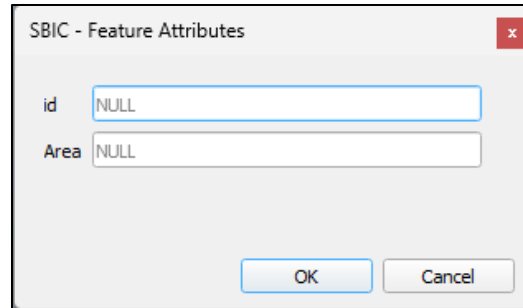 SBIC - Feature Attributes
x
id NULL
Area NULL
OK Cancel